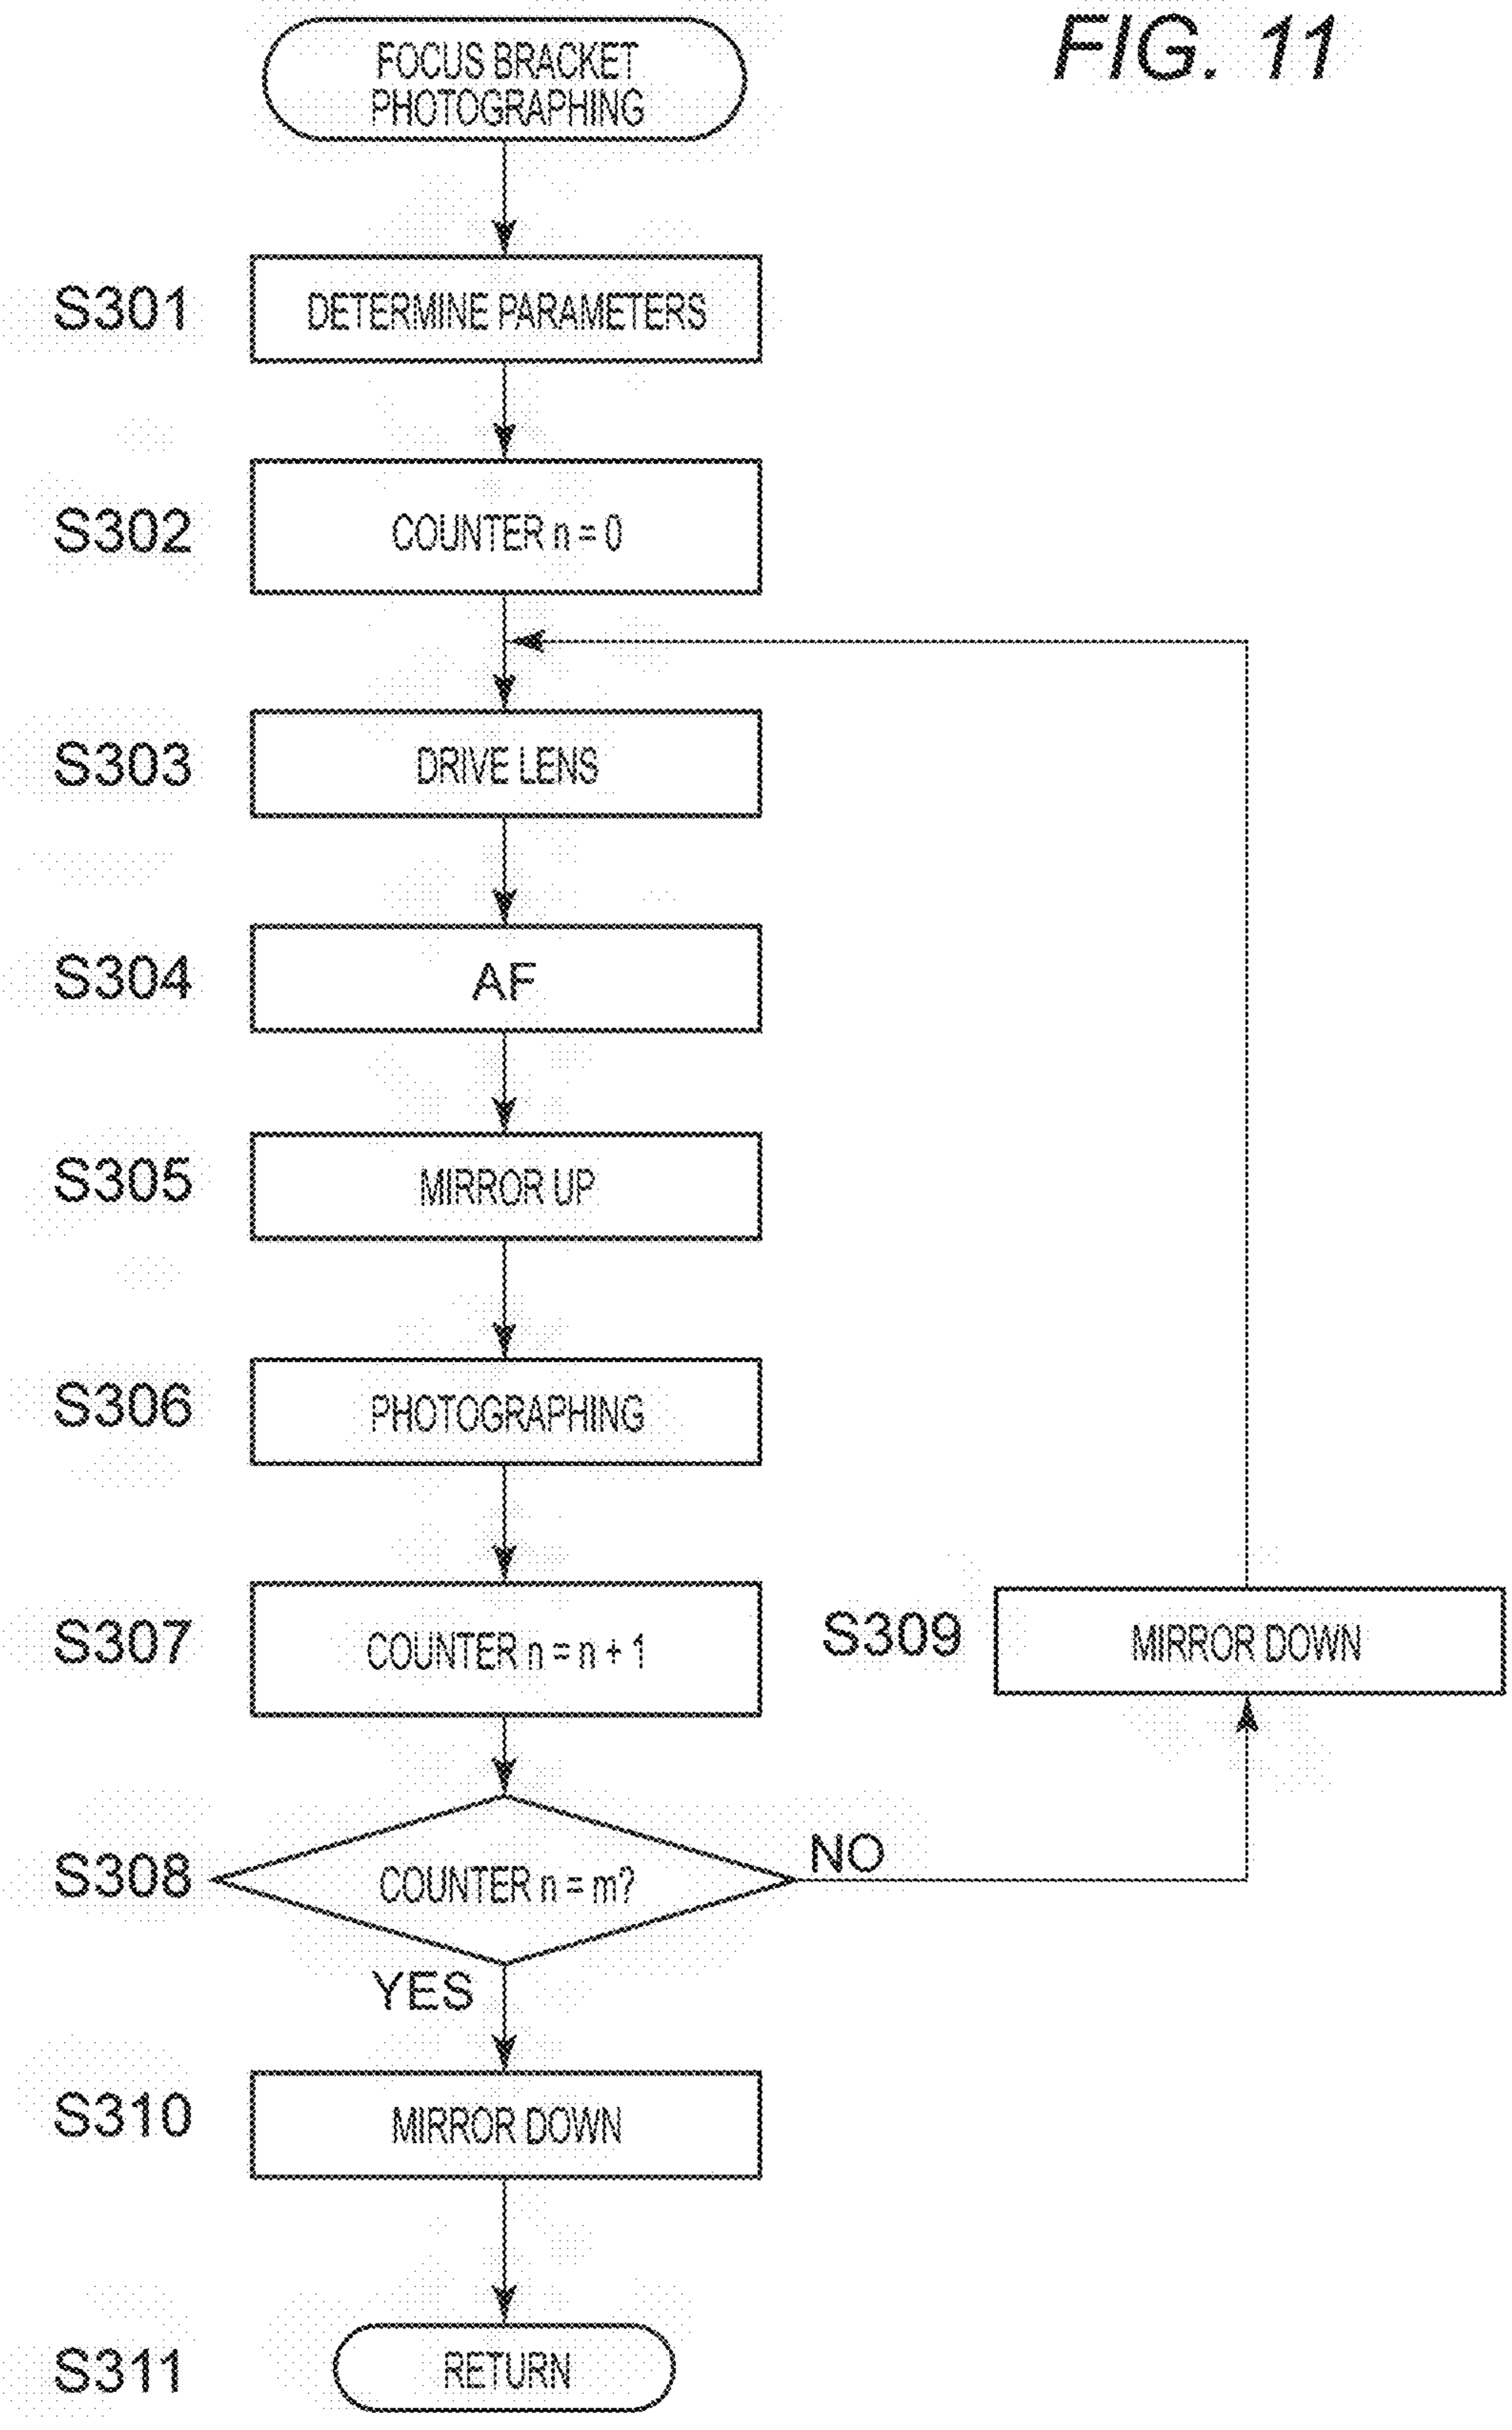 FIG. 11
FOCUS BRACKET
PHOTOGRAPHING
S301
DETERMINE PARAMETERS
S302
COUNTER n = 0
S303
DRIVE LENS
S304
AF
S305
MIRROR UP
S306
PHOTOGRAPHING
S307
COUNTER n = n + 1
S309
MIRROR DOWN
S308
COUNTER n = m?
NO
YES
S310
MIRROR DOWN
S311
RETURN